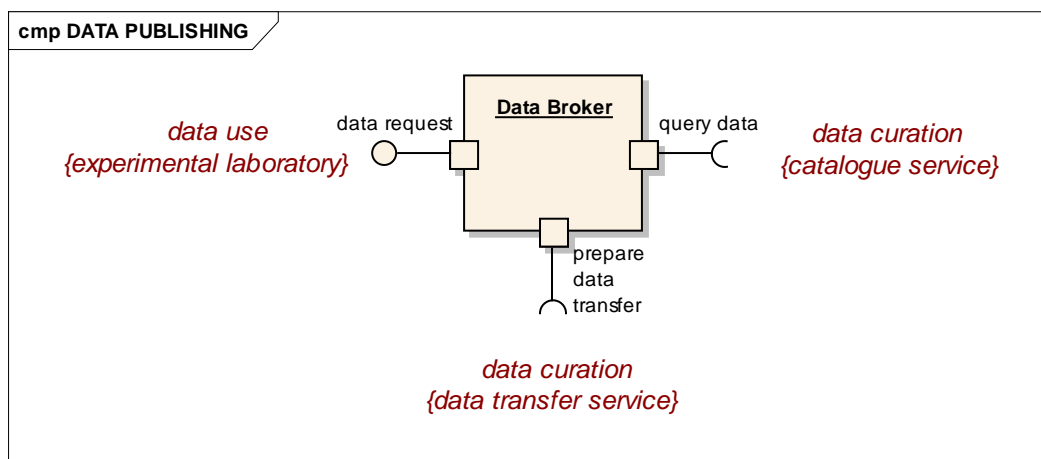 cmp DATA PUBLISHING
Data Broker
data request
query data
data use
{experimental laboratory}
data curation
{catalogue service}
prepare
data
transfer
data curation
{data transfer service}